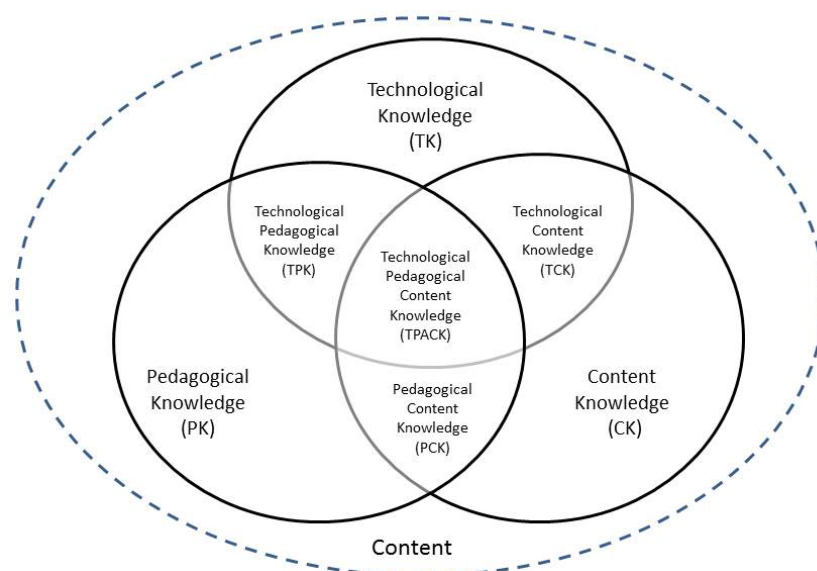 Technological
Knowledge
(TK)
Technological
Pedagogical
Knowledge
(TPK)
Technological
Content
Knowledge
(TCK)
Technological
Pedagogical
Content
Knowledge
(TPACK)
Pedagogical
Knowledge
(PK)
Pedagogical
Content
Knowledge
(PCK)
Content
Knowledge
(CK)
Content